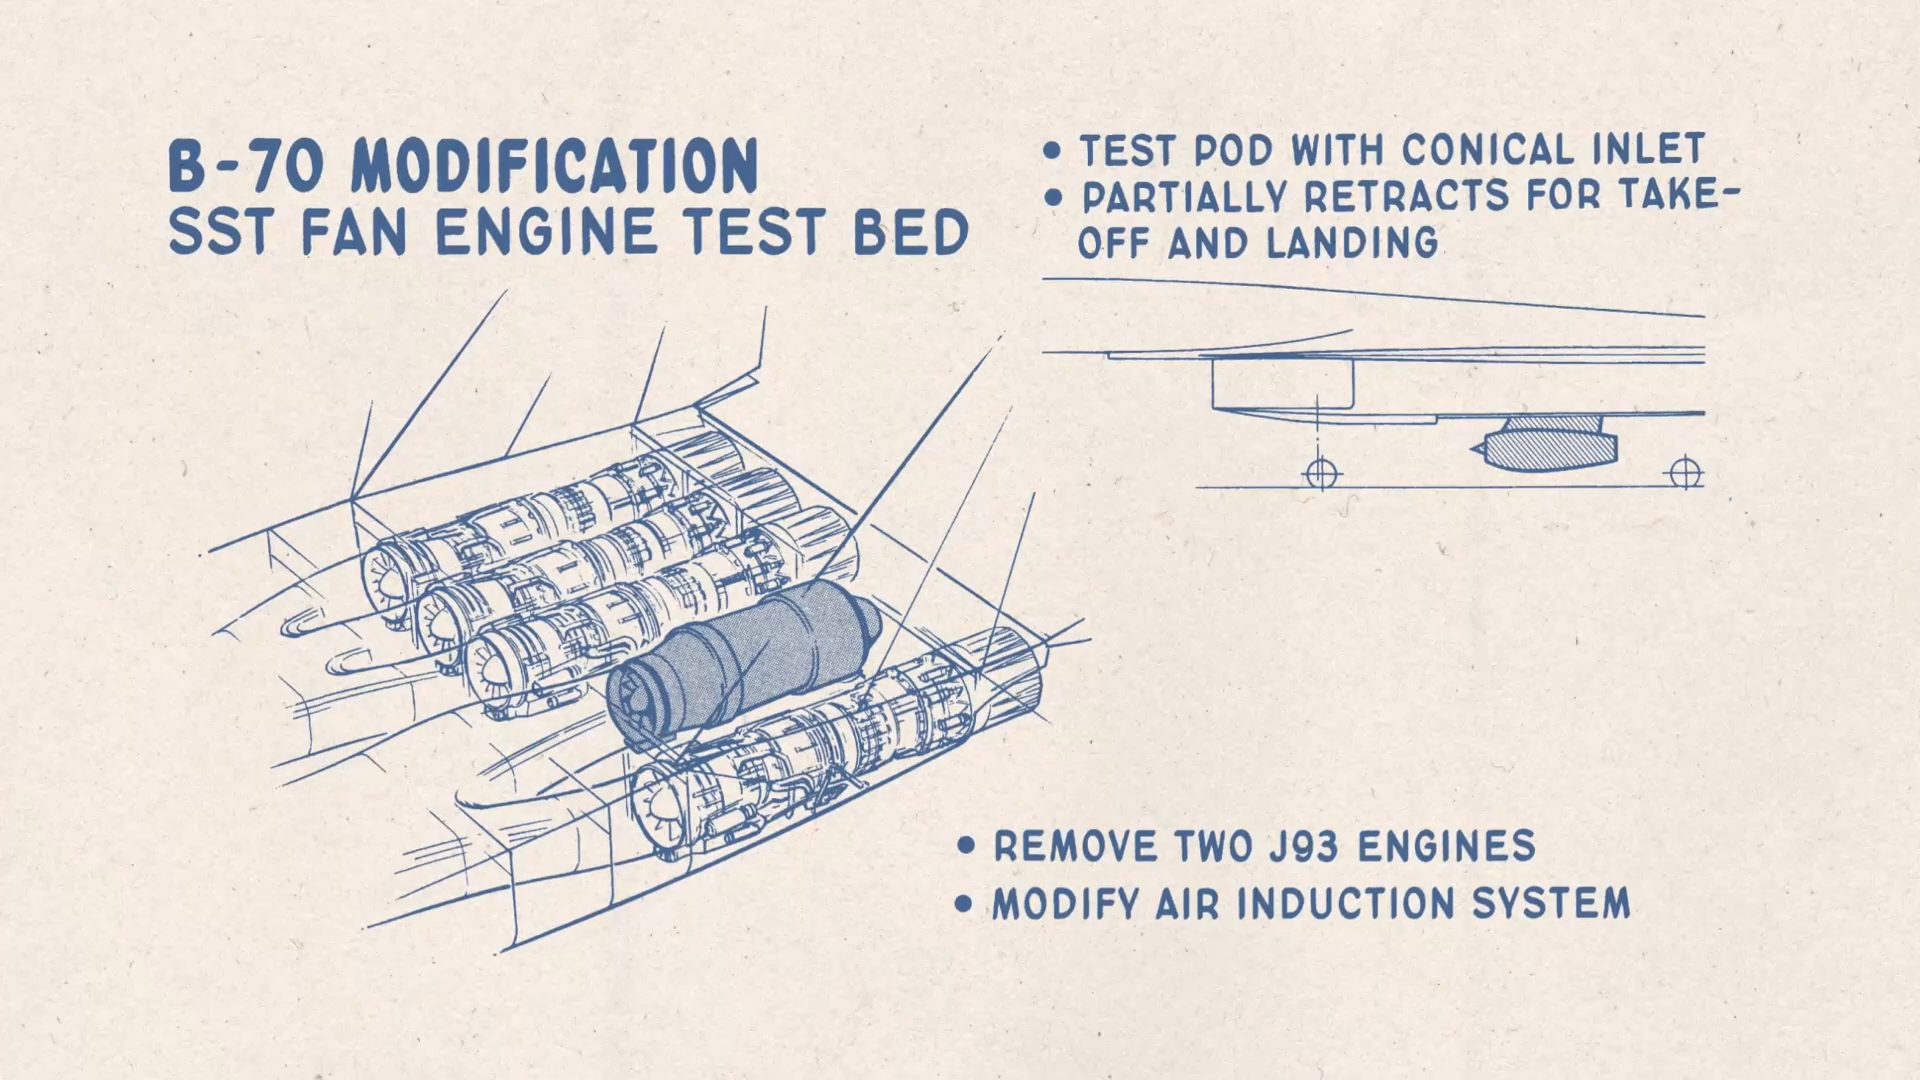 B-70 MODIFICATION
SST FAN ENGINE TEST BED
• TEST POD WITH CONICAL INLET
• PARTIALLY RETRACTS FOR TAKE-
OFF AND LANDING
• REMOVE TWO J93 ENGINES
• MODIFY AIR INDUCTION SYSTEM